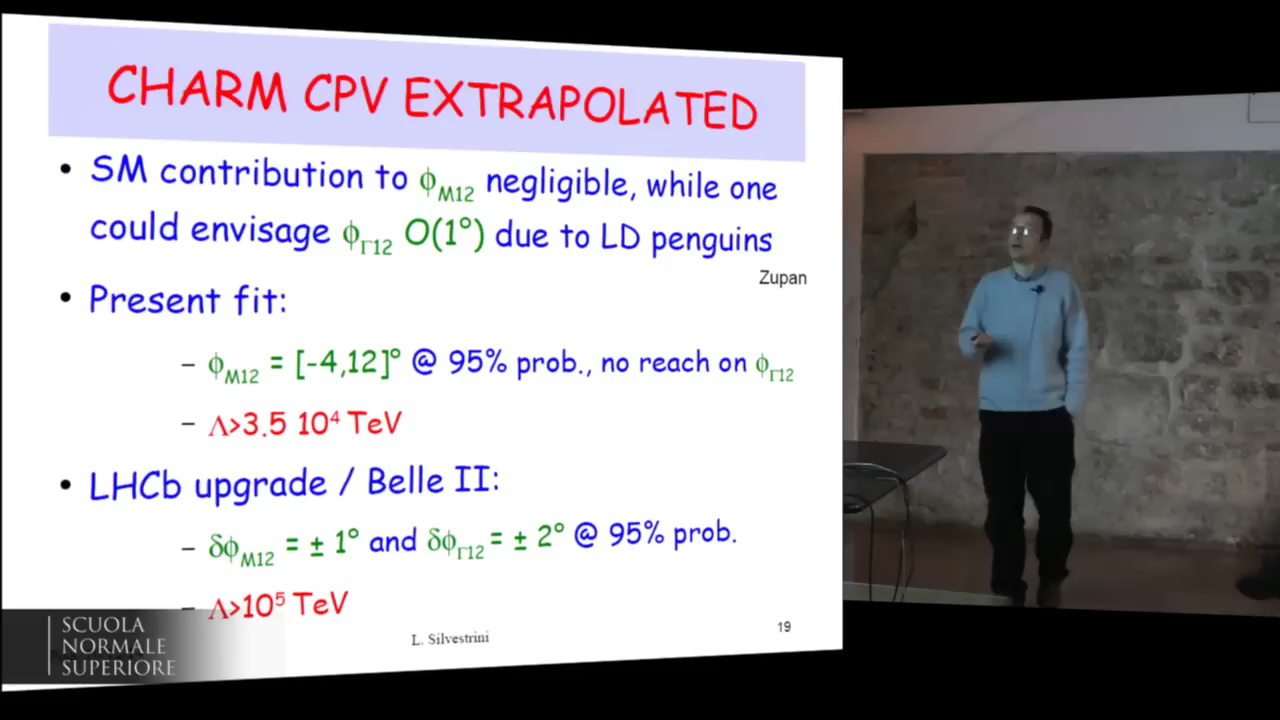 CHARM CPV EXTRAPOLATED
• SM contribution to ϕM12 negligible, while one
could envisage ϕΓ12 O(1°) due to LD penguins
Zupan
• Present fit:
– ϕM12 = [-4,12]° @ 95% prob., no reach on ϕΓ12
– Λ>3.5 10⁴ TeV
• LHCb upgrade / Belle II:
– δϕM12 = ± 1° and δϕΓ12 = ± 2° @ 95% prob.
– Λ>10⁵ TeV
L. Silvestrini
19
SCUOLA
NORMALE
SUPERIORE